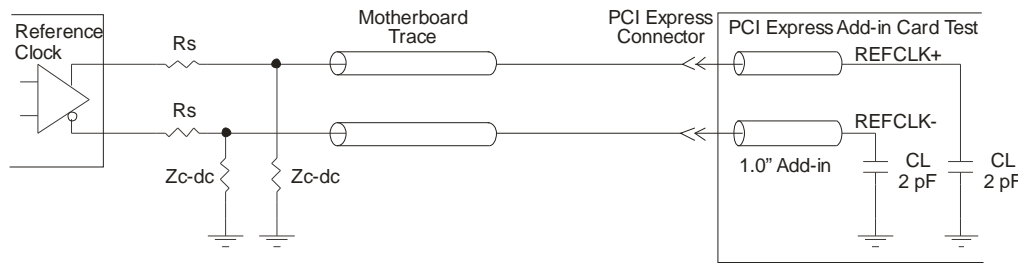 Reference
Clock
Rs
Rs
Zc-dc
Zc-dc
Motherboard
Trace
PCI Express
Connector
PCI Express Add-in Card Test
REFCLK+
REFCLK-
1.0" Add-in
CL
2 pF
CL
2 pF